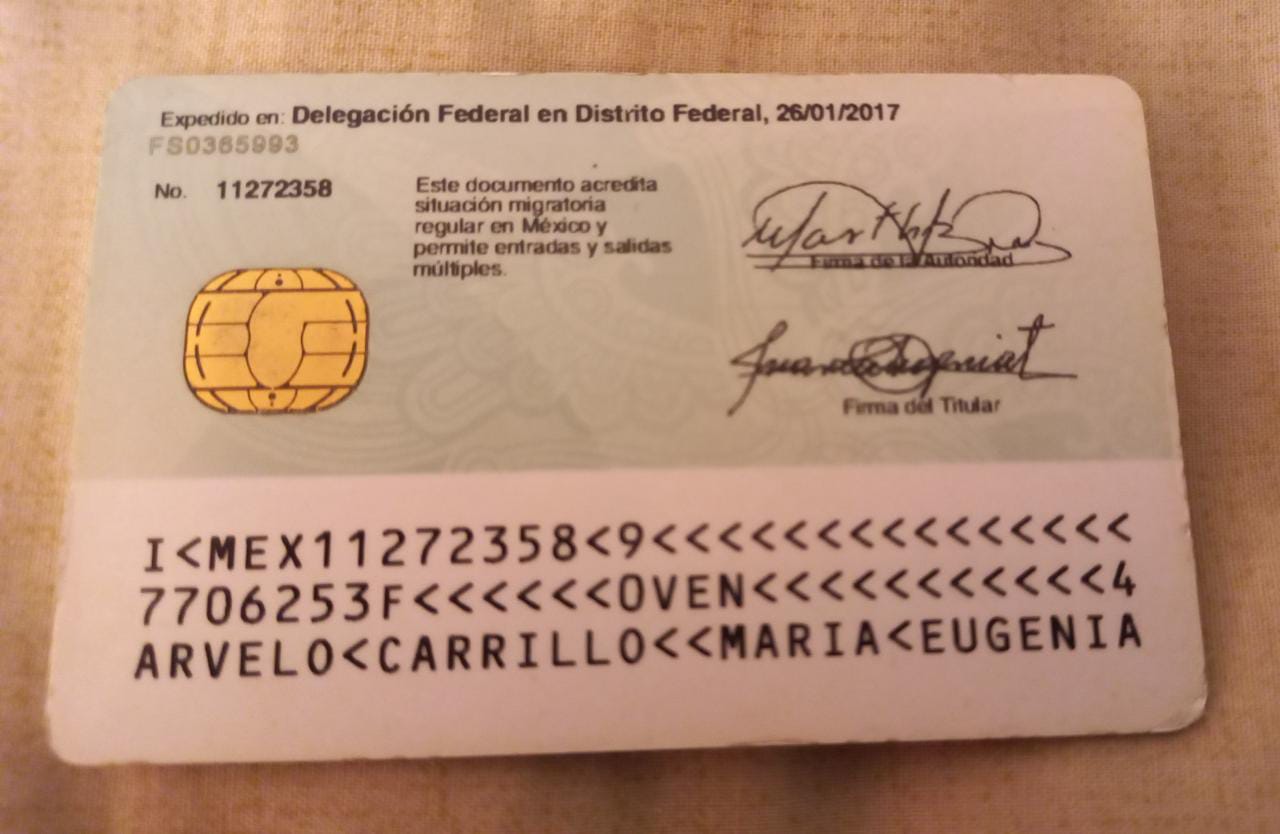 Expedido en: Delegación Federal en Distrito Federal, 26/01/2017
FS0365993
No. 11272358
Este documento acredita
situación migratoria
regular en México y
permite entradas y salidas
múltiples.
Firma de la Autoridad
Firma del Titular
I<MEX11272358<9<<<<<<<<<<<<<<<
7706253F<<<<<<0VEN<<<<<<<<<<<4
ARVELO<CARRILLO<<MARIA<EUGENIA